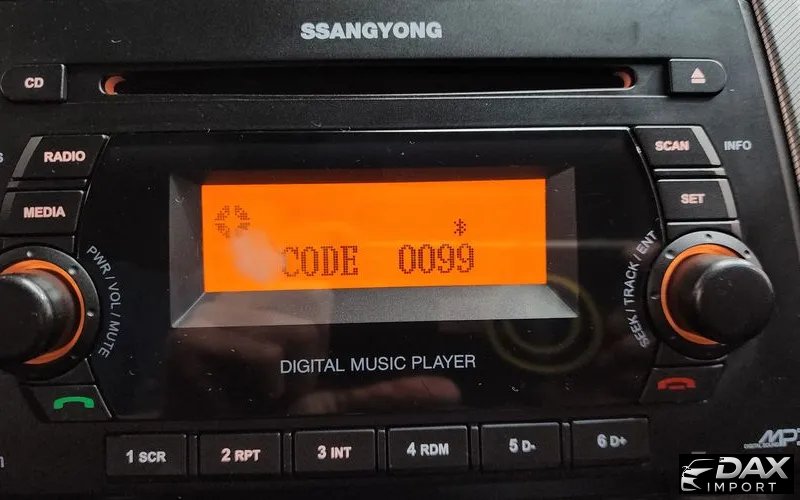 SSANGYONG
CD
RADIO
SCAN
INFO
MEDIA
SET
CODE 0099
PWR / VOL / MUTE
SEEK / TRACK / ENT
DIGITAL MUSIC PLAYER
1 SCR
2 RPT
3 INT
4 RDM
5 D-
6 D+
DAX
IMPORT